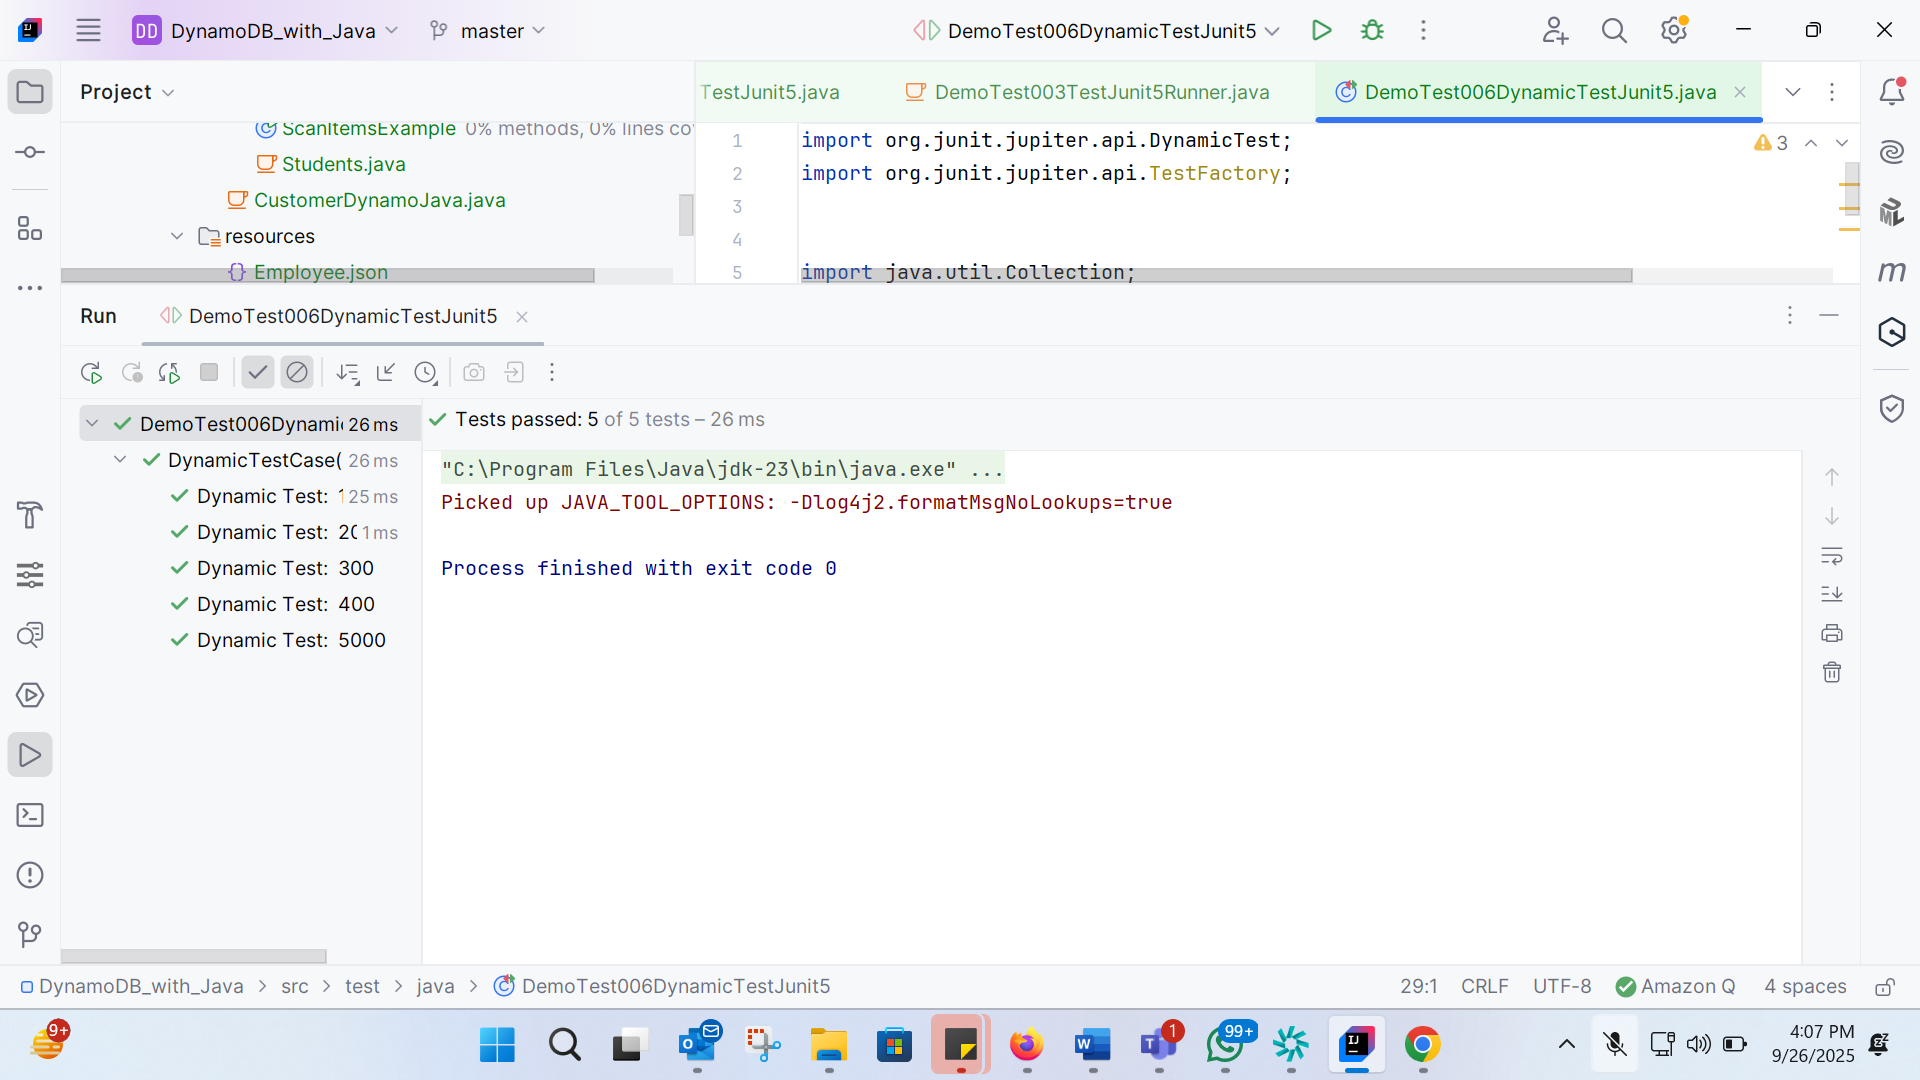 DD DynamoDB_with_Java master DemoTest006DynamicTestJunit5
Project
TestJunit5.java DemoTest003TestJunit5Runner.java DemoTest006DynamicTestJunit5.java
ScanItemsExample 0% methods, 0% lines co
Students.java
CustomerDynamoJava.java
resources
Employee.json
1 import org.junit.jupiter.api.DynamicTest;
2 import org.junit.jupiter.api.TestFactory;
3
4
5 import java.util.Collection;
3
Run DemoTest006DynamicTestJunit5
DemoTest006Dynami 26 ms
DynamicTestCase( 26 ms
Dynamic Test: 25 ms
Dynamic Test: 1 ms
Dynamic Test: 300
Dynamic Test: 400
Dynamic Test: 5000
Tests passed: 5 of 5 tests – 26 ms
"C:\Program Files\Java\jdk-23\bin\java.exe" ...
Picked up JAVA_TOOL_OPTIONS: -Dlog4j2.formatMsgNoLookups=true
Process finished with exit code 0
DynamoDB_with_Java > src > test > java > DemoTest006DynamicTestJunit5
29:1 CRLF UTF-8 Amazon Q 4 spaces
9+
1
99+
4:07 PM
9/26/2025